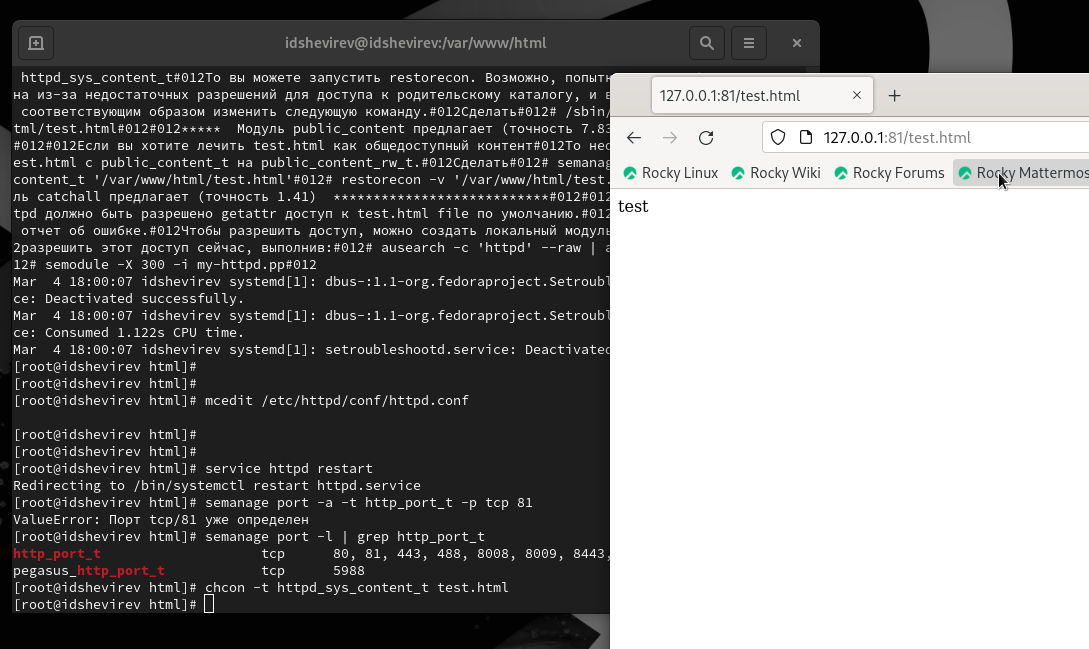 idshevirev@idshevirev:/var/www/html
httpd_sys_content_t#012То вы можете запустить restorecon. Возможно, попытк
на из-за недостаточных разрешений для доступа к родительскому каталогу, и в
соответствующим образом изменить следующую команду.#012Сделать#012# /sbin/
tml/test.html#012#012***** Модуль public_content предлагает (точность 7.83
#012#012Если вы хотите лечить test.html как общедоступный контент#012То нео
est.html с public_content_t на public_content_rw_t.#012Сделать#012# semanag
content_t '/var/www/html/test.html'#012# restorecon -v '/var/www/html/test.
ль catchall предлагает (точность 1.41) **************************#012#012
tpd должно быть разрешено getattr доступ к test.html file по умолчанию.#012
отчет об ошибке.#012Чтобы разрешить доступ, можно создать локальный модуль
2разрешить этот доступ сейчас, выполнив:#012# ausearch -c 'httpd' --raw | a
12# semodule -X 300 -i my-httpd.pp#012
Mar  4 18:00:07 idshevirev systemd[1]: dbus-:1.1-org.fedoraproject.Setroubl
ce: Deactivated successfully.
Mar  4 18:00:07 idshevirev systemd[1]: dbus-:1.1-org.fedoraproject.Setroubl
ce: Consumed 1.122s CPU time.
Mar  4 18:00:07 idshevirev systemd[1]: setroubleshootd.service: Deactivated
[root@idshevirev html]#
[root@idshevirev html]#
[root@idshevirev html]# mcedit /etc/httpd/conf/httpd.conf
[root@idshevirev html]#
[root@idshevirev html]#
[root@idshevirev html]# service httpd restart
Redirecting to /bin/systemctl restart httpd.service
[root@idshevirev html]# semanage port -a -t http_port_t -p tcp 81
ValueError: Порт tcp/81 уже определен
[root@idshevirev html]# semanage port -l | grep http_port_t
http_port_t                    tcp      80, 81, 443, 488, 8008, 8009, 8443,
pegasus_http_port_t            tcp      5988
[root@idshevirev html]# chcon -t httpd_sys_content_t test.html
[root@idshevirev html]#
127.0.0.1:81/test.html
127.0.0.1:81/test.html
Rocky Linux Rocky Wiki Rocky Forums Rocky Mattermos
test